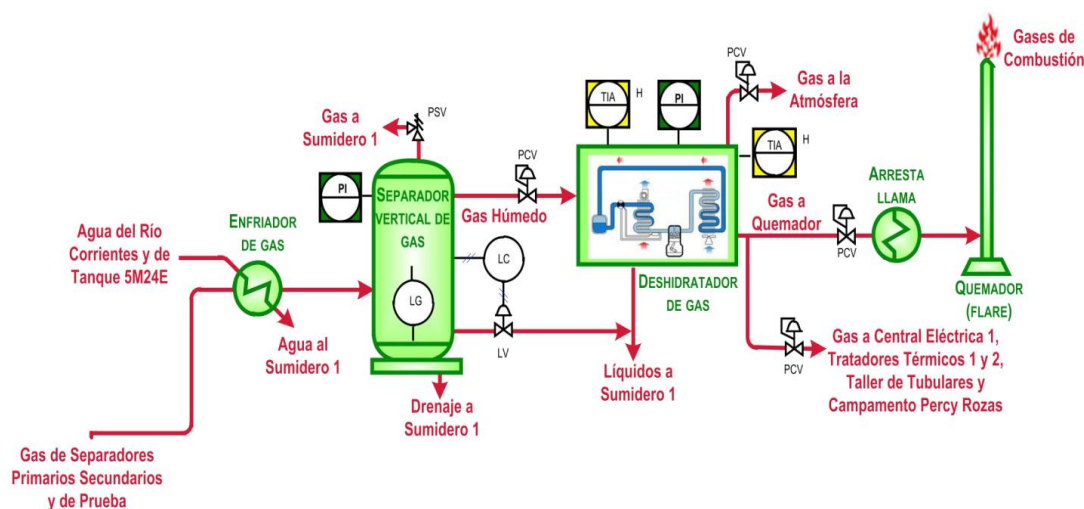 Gases de
Combustión
PCV
Gas a la
Atmósfera
TIA
H
PI
TIA
H
Gas a
Sumidero 1
PSV
PI
SEPARADOR
VERTICAL DE
GAS
PCV
Gas Húmedo
ARRESTA
LLAMA
Gas a
Quemador
PCV
ENFRIADOR
DE GAS
Agua del Río
Corrientes y de
Tanque 5M24E
LC
LG
LV
DESHIDRATADOR
DE GAS
QUEMADOR
(FLARE)
Agua al
Sumidero 1
Drenaje a
Sumidero 1
Líquidos a
Sumidero 1
PCV
Gas a Central Eléctrica 1,
Tratadores Térmicos 1 y 2,
Taller de Tubulares y
Campamento Percy Rozas
Gas de Separadores
Primarios Secundarios
y de Prueba